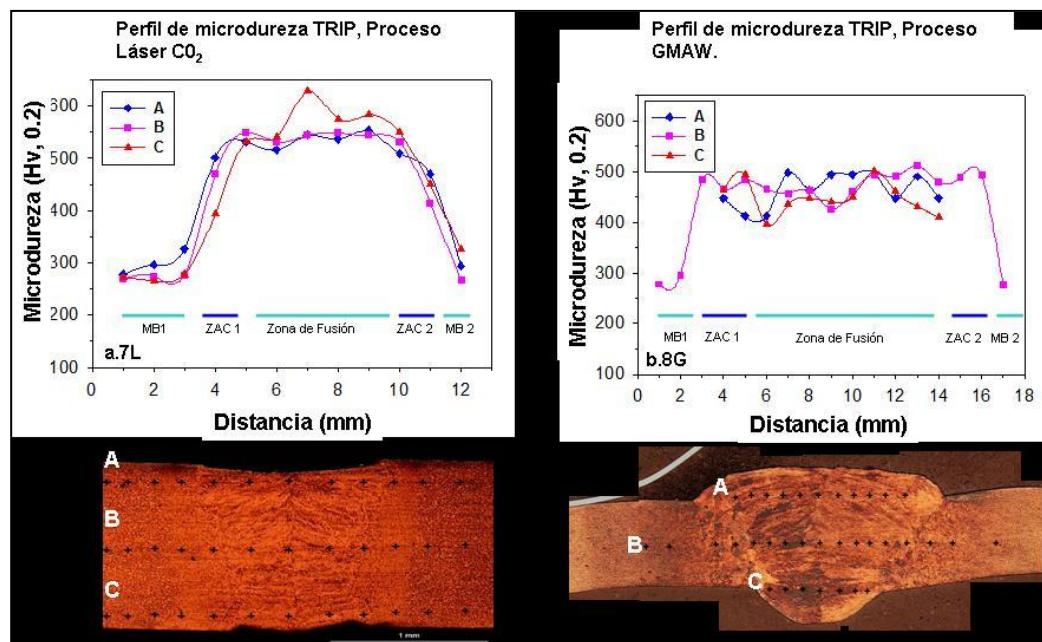 Perfil de microdureza TRIP, Proceso
Láser C0₂
Microdureza (Hv, 0.2)
A
B
C
600
500
400
300
200
100
MB1
ZAC 1
Zona de Fusión
ZAC 2
MB 2
a.7L
0 2 4 6 8 10 12
Distancia (mm)
A
B
C
1 mm
Perfil de microdureza TRIP, Proceso
GMAW.
Microdureza (Hv, 0.2)
A
B
C
600
500
400
300
200
100
MB1
ZAC 1
Zona de Fusión
ZAC 2
MB 2
b.8G
0 2 4 6 8 10 12 14 16 18
Distancia (mm)
A
B
C